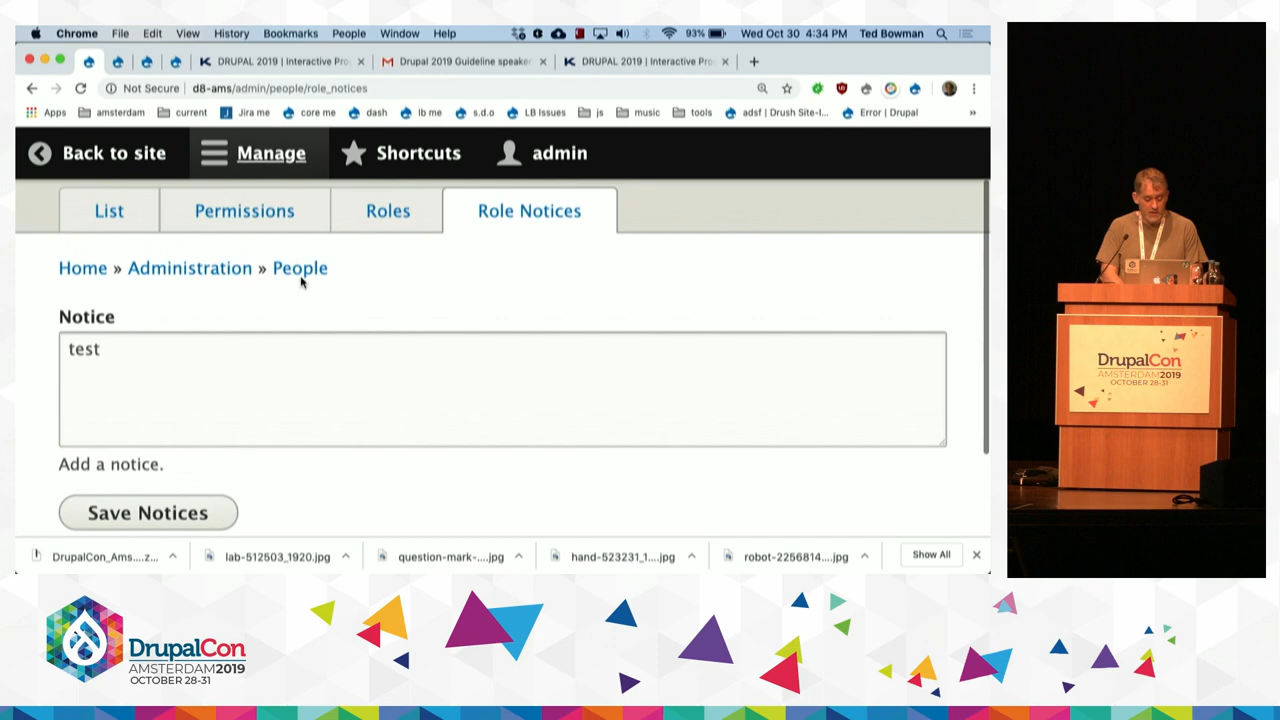 Chrome File Edit View History Bookmarks People Window Help 93% Wed Oct 30 4:34 PM Ted Bowman
DRUPAL 2019 | Interactive Pro Drupal 2019 Guideline speaker DRUPAL 2019 | Interactive Pro
Not Secure d8-ams/admin/people/role_notices
Apps amsterdam current Jira me core me dash lb me s.d.o LB Issues js music tools adsf | Drush Site-I... Error | Drupal »
Back to site Manage Shortcuts admin
List Permissions Roles Role Notices
Home » Administration » People
Notice
test
Add a notice.
Save Notices
DrupalCon_Ams....z... lab-512503_1920.jpg question-mark-....jpg hand-523231_1....jpg robot-2256814....jpg Show All
DrupalCon
AMSTERDAM2019
OCTOBER 28-31
DrupalCon
AMSTERDAM2019
OCTOBER 28-31